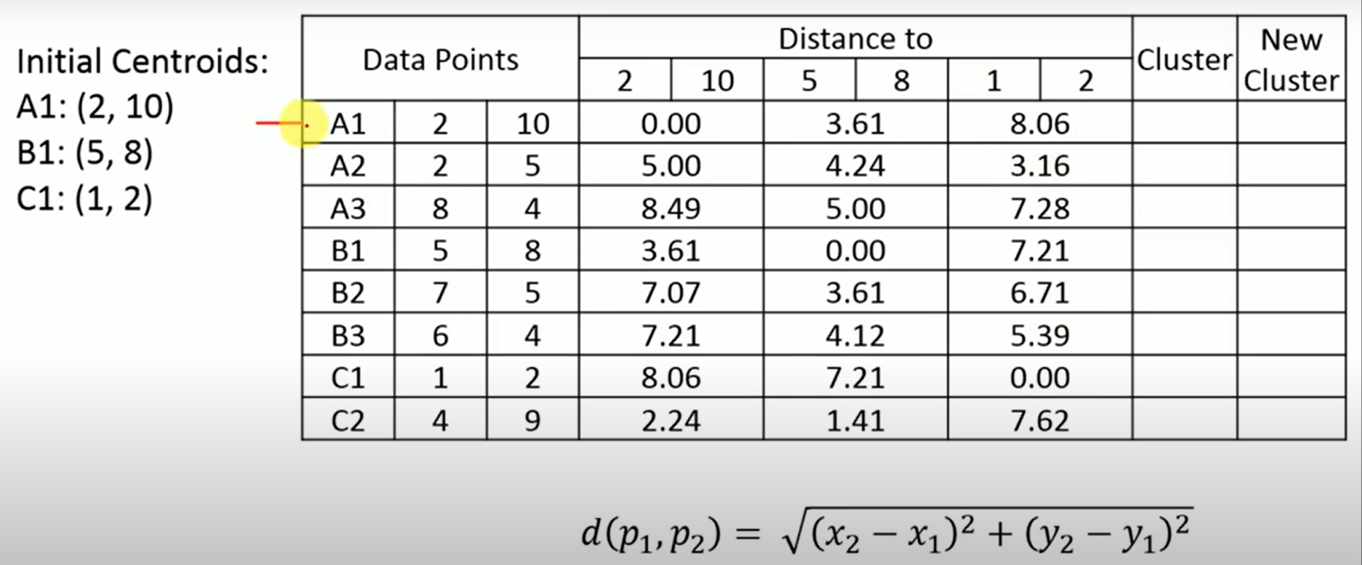 Initial Centroids:
A1: (2, 10)
B1: (5, 8)
C1: (1, 2)
Data Points Distance to Cluster New Cluster
2 10 5 8 1 2
A1 2 10 0.00 3.61 8.06
A2 2 5 5.00 4.24 3.16
A3 8 4 8.49 5.00 7.28
B1 5 8 3.61 0.00 7.21
B2 7 5 7.07 3.61 6.71
B3 6 4 7.21 4.12 5.39
C1 1 2 8.06 7.21 0.00
C2 4 9 2.24 1.41 7.62
d(p₁, p₂) = √(x₂ − x₁)² + (y₂ − y₁)²